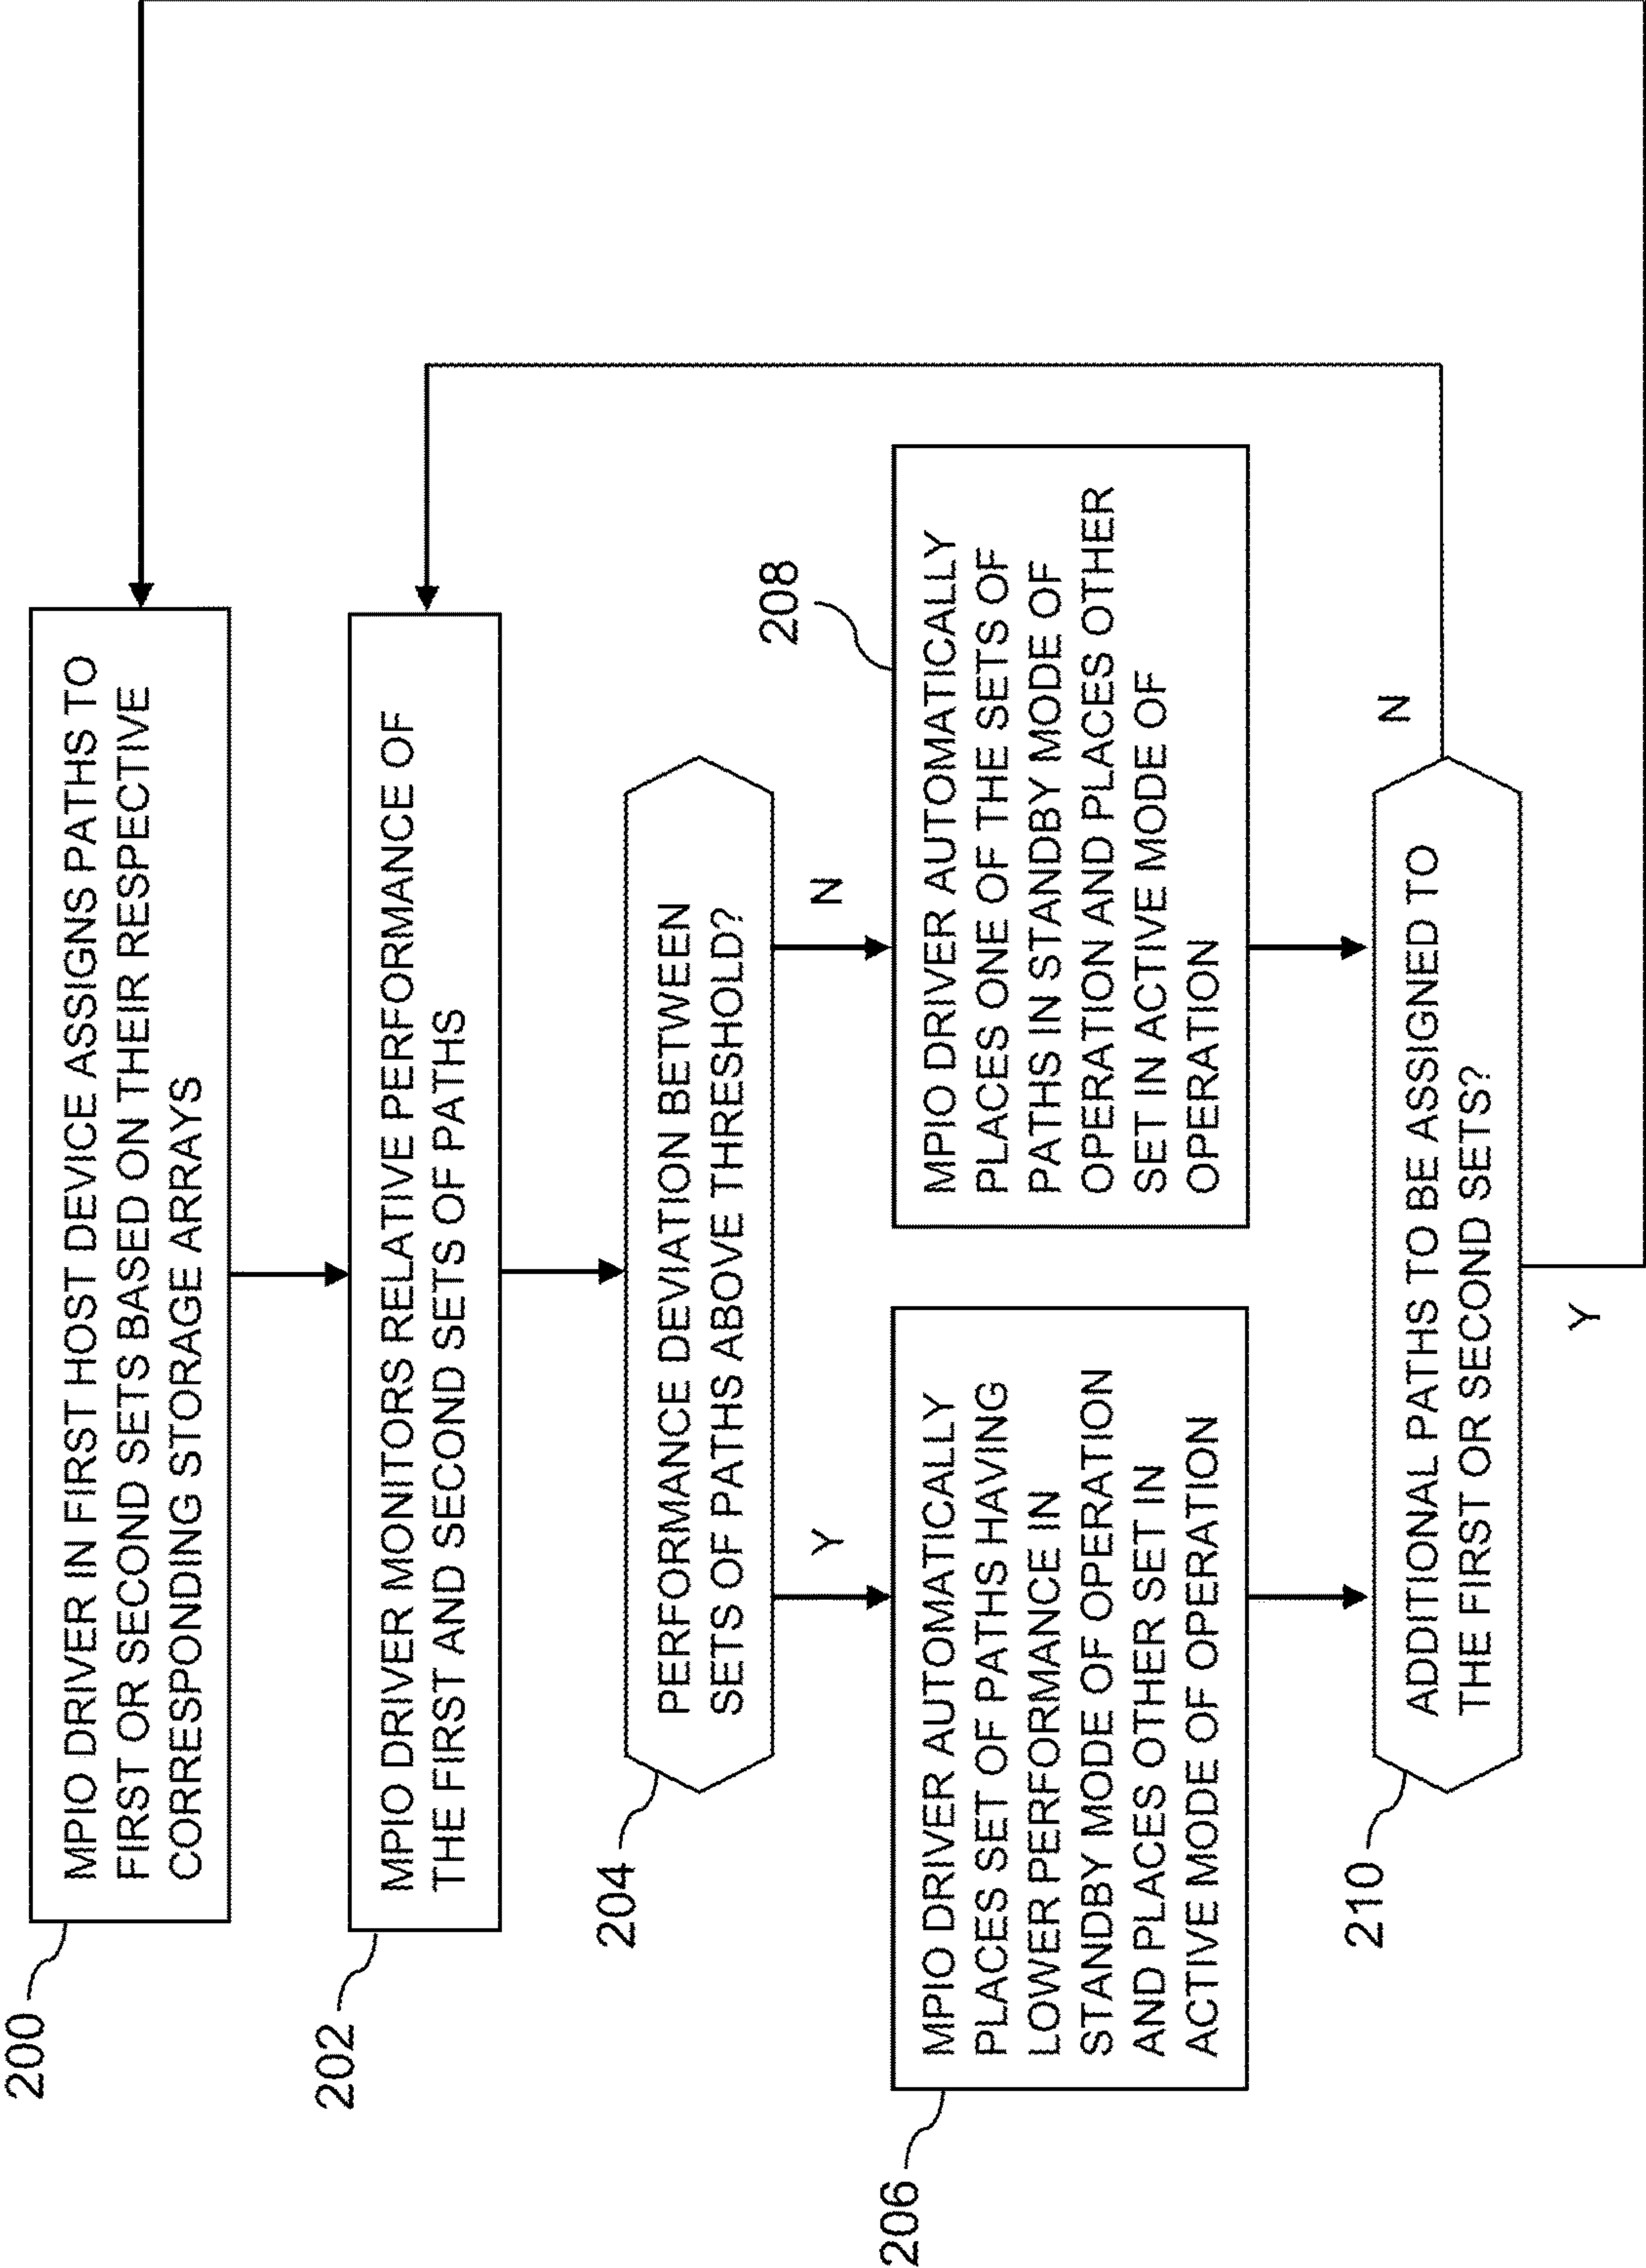 200
MPIO DRIVER IN FIRST HOST DEVICE ASSIGNS PATHS TO
FIRST OR SECOND SETS BASED ON THEIR RESPECTIVE
CORRESPONDING STORAGE ARRAYS
202
MPIO DRIVER MONITORS RELATIVE PERFORMANCE OF
THE FIRST AND SECOND SETS OF PATHS
204
PERFORMANCE DEVIATION BETWEEN
SETS OF PATHS ABOVE THRESHOLD?
Y
N
206
MPIO DRIVER AUTOMATICALLY
PLACES SET OF PATHS HAVING
LOWER PERFORMANCE IN
STANDBY MODE OF OPERATION
AND PLACES OTHER SET IN
ACTIVE MODE OF OPERATION
208
MPIO DRIVER AUTOMATICALLY
PLACES ONE OF THE SETS OF
PATHS IN STANDBY MODE OF
OPERATION AND PLACES OTHER
SET IN ACTIVE MODE OF
OPERATION
210
ADDITIONAL PATHS TO BE ASSIGNED TO
THE FIRST OR SECOND SETS?
N
Y